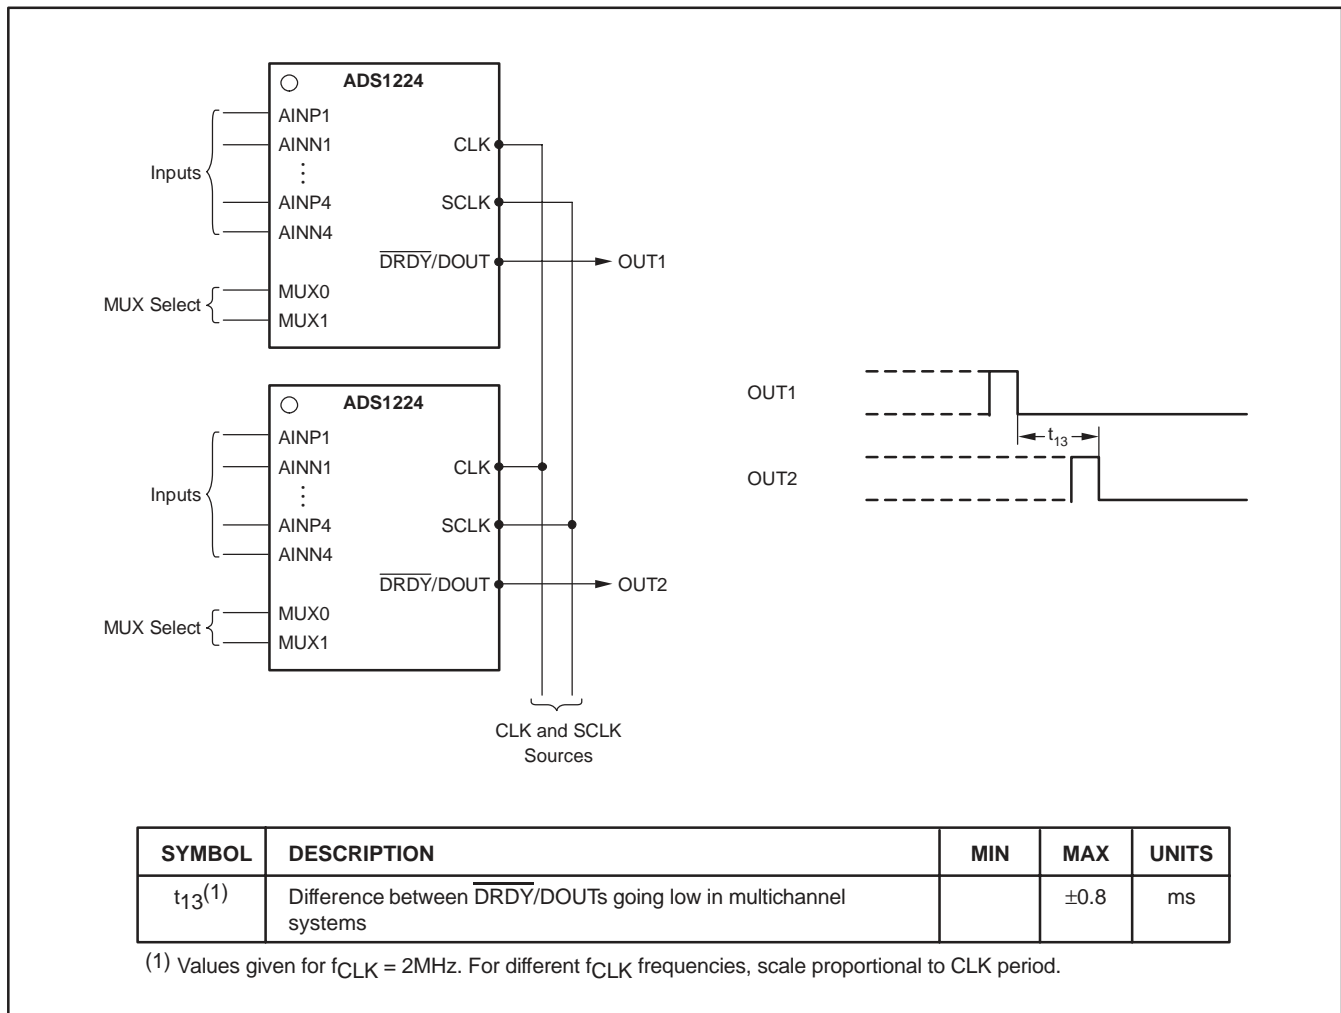 ADS1224
AINP1
AINN1
Inputs
AINP4
AINN4
MUX Select
MUX0
MUX1
CLK
SCLK
DRDY/DOUT
OUT1
ADS1224
AINP1
AINN1
Inputs
AINP4
AINN4
MUX Select
MUX0
MUX1
CLK
SCLK
DRDY/DOUT
OUT2
CLK and SCLK
Sources
OUT1
t13
OUT2
SYMBOL DESCRIPTION MIN MAX UNITS
t13(1) Difference between DRDY/DOUTs going low in multichannel
systems ±0.8 ms
(1) Values given for fCLK = 2MHz. For different fCLK frequencies, scale proportional to CLK period.